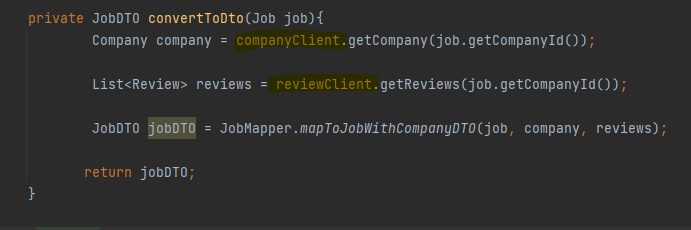 private JobDTO convertToDto(Job job){
Company company = companyClient.getCompany(job.getCompanyId());
List<Review> reviews = reviewClient.getReviews(job.getCompanyId());
JobDTO jobDTO = JobMapper.mapToJobWithCompanyDTO(job, company, reviews);
return jobDTO;
}